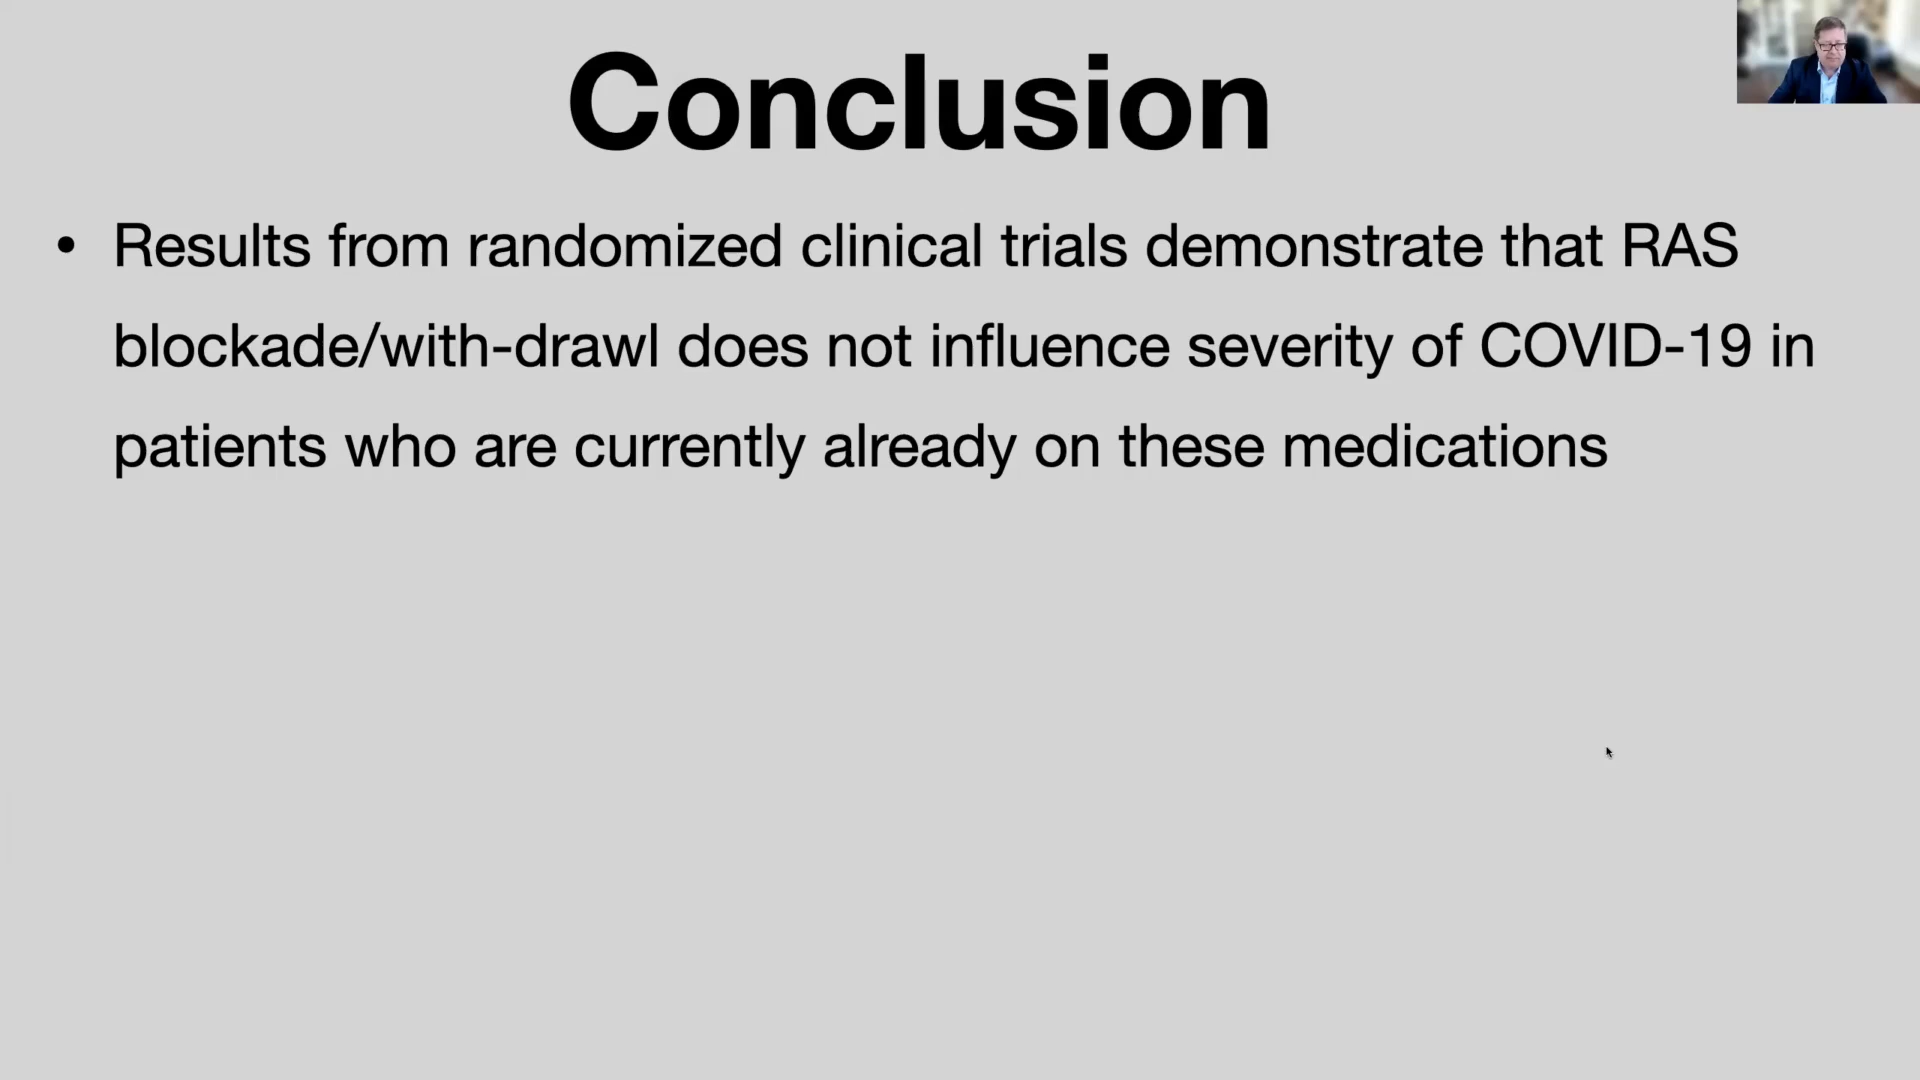 Conclusion
• Results from randomized clinical trials demonstrate that RAS
blockade/with-drawl does not influence severity of COVID-19 in
patients who are currently already on these medications